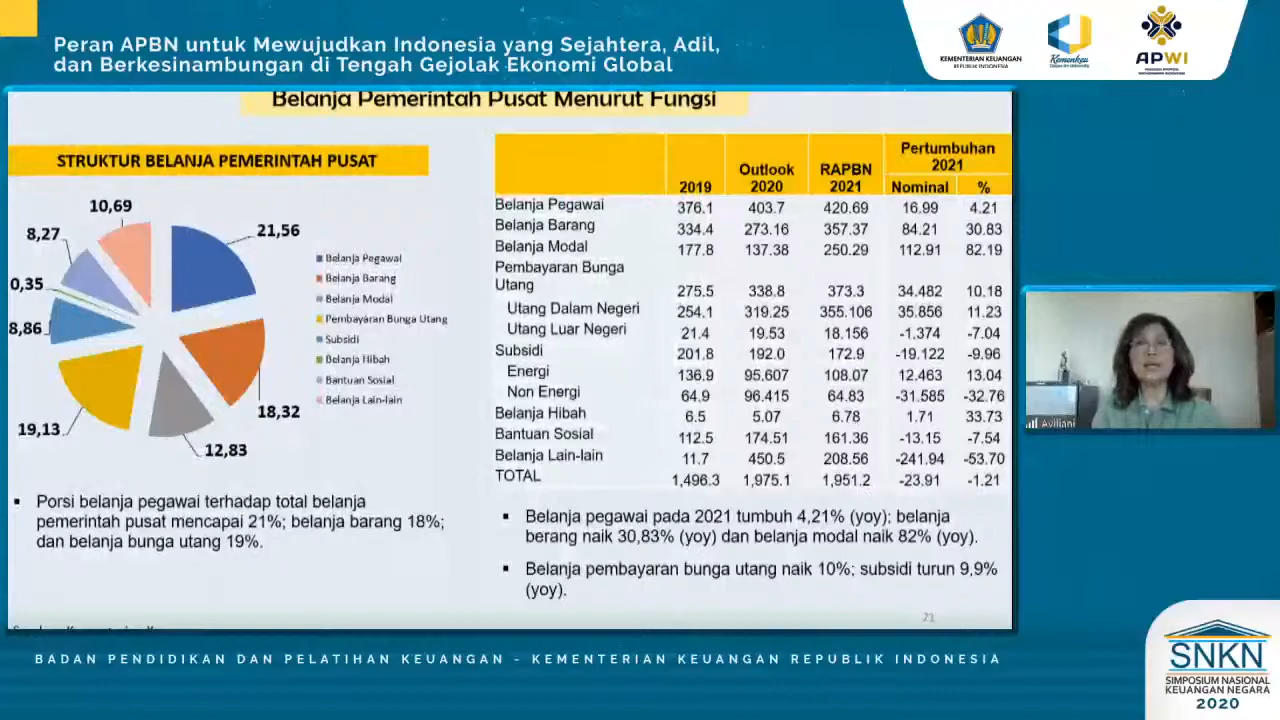 Peran APBN untuk Mewujudkan Indonesia yang Sejahtera, Adil,
dan Berkesinambungan di Tengah Gejolak Ekonomi Global
KEMENTERIAN KEUANGAN
REPUBLIK INDONESIA
Kemenkeu
APWI
Belanja Pemerintah Pusat Menurut Fungsi
STRUKTUR BELANJA PEMERINTAH PUSAT
10,69
21,56
8,27
0,35
8,86
19,13
12,83
18,32
Belanja Pegawai
Belanja Barang
Belanja Modal
Pembayaran Bunga Utang
Subsidi
Belanja Hibah
Bantuan Sosial
Belanja Lain-lain
▪ Porsi belanja pegawai terhadap total belanja
pemerintah pusat mencapai 21%; belanja barang 18%;
dan belanja bunga utang 19%.
2019 Outlook 2020 RAPBN 2021 Pertumbuhan 2021
Nominal %
Belanja Pegawai 376.1 403.7 420.69 16.99 4.21
Belanja Barang 334.4 273.16 357.37 84.21 30.83
Belanja Modal 177.8 137.38 250.29 112.91 82.19
Pembayaran Bunga
Utang 275.5 338.8 373.3 34.482 10.18
Utang Dalam Negeri 254.1 319.25 355.106 35.856 11.23
Utang Luar Negeri 21.4 19.53 18.156 -1.374 -7.04
Subsidi 201.8 192.0 172.9 -19.122 -9.96
Energi 136.9 95.607 108.07 12.463 13.04
Non Energi 64.9 96.415 64.83 -31.585 -32.76
Belanja Hibah 6.5 5.07 6.78 1.71 33.73
Bantuan Sosial 112.5 174.51 161.36 -13.15 -7.54
Belanja Lain-lain 11.7 450.5 208.56 -241.94 -53.70
TOTAL 1,496.3 1,975.1 1,951.2 -23.91 -1.21
▪ Belanja pegawai pada 2021 tumbuh 4,21% (yoy); belanja
berang naik 30,83% (yoy) dan belanja modal naik 82% (yoy).
▪ Belanja pembayaran bunga utang naik 10%; subsidi turun 9,9%
(yoy).
21
Aviliani
BADAN PENDIDIKAN DAN PELATIHAN KEUANGAN - KEMENTERIAN KEUANGAN REPUBLIK INDONESIA
SNKN
SIMPOSIUM NASIONAL
KEUANGAN NEGARA
2020